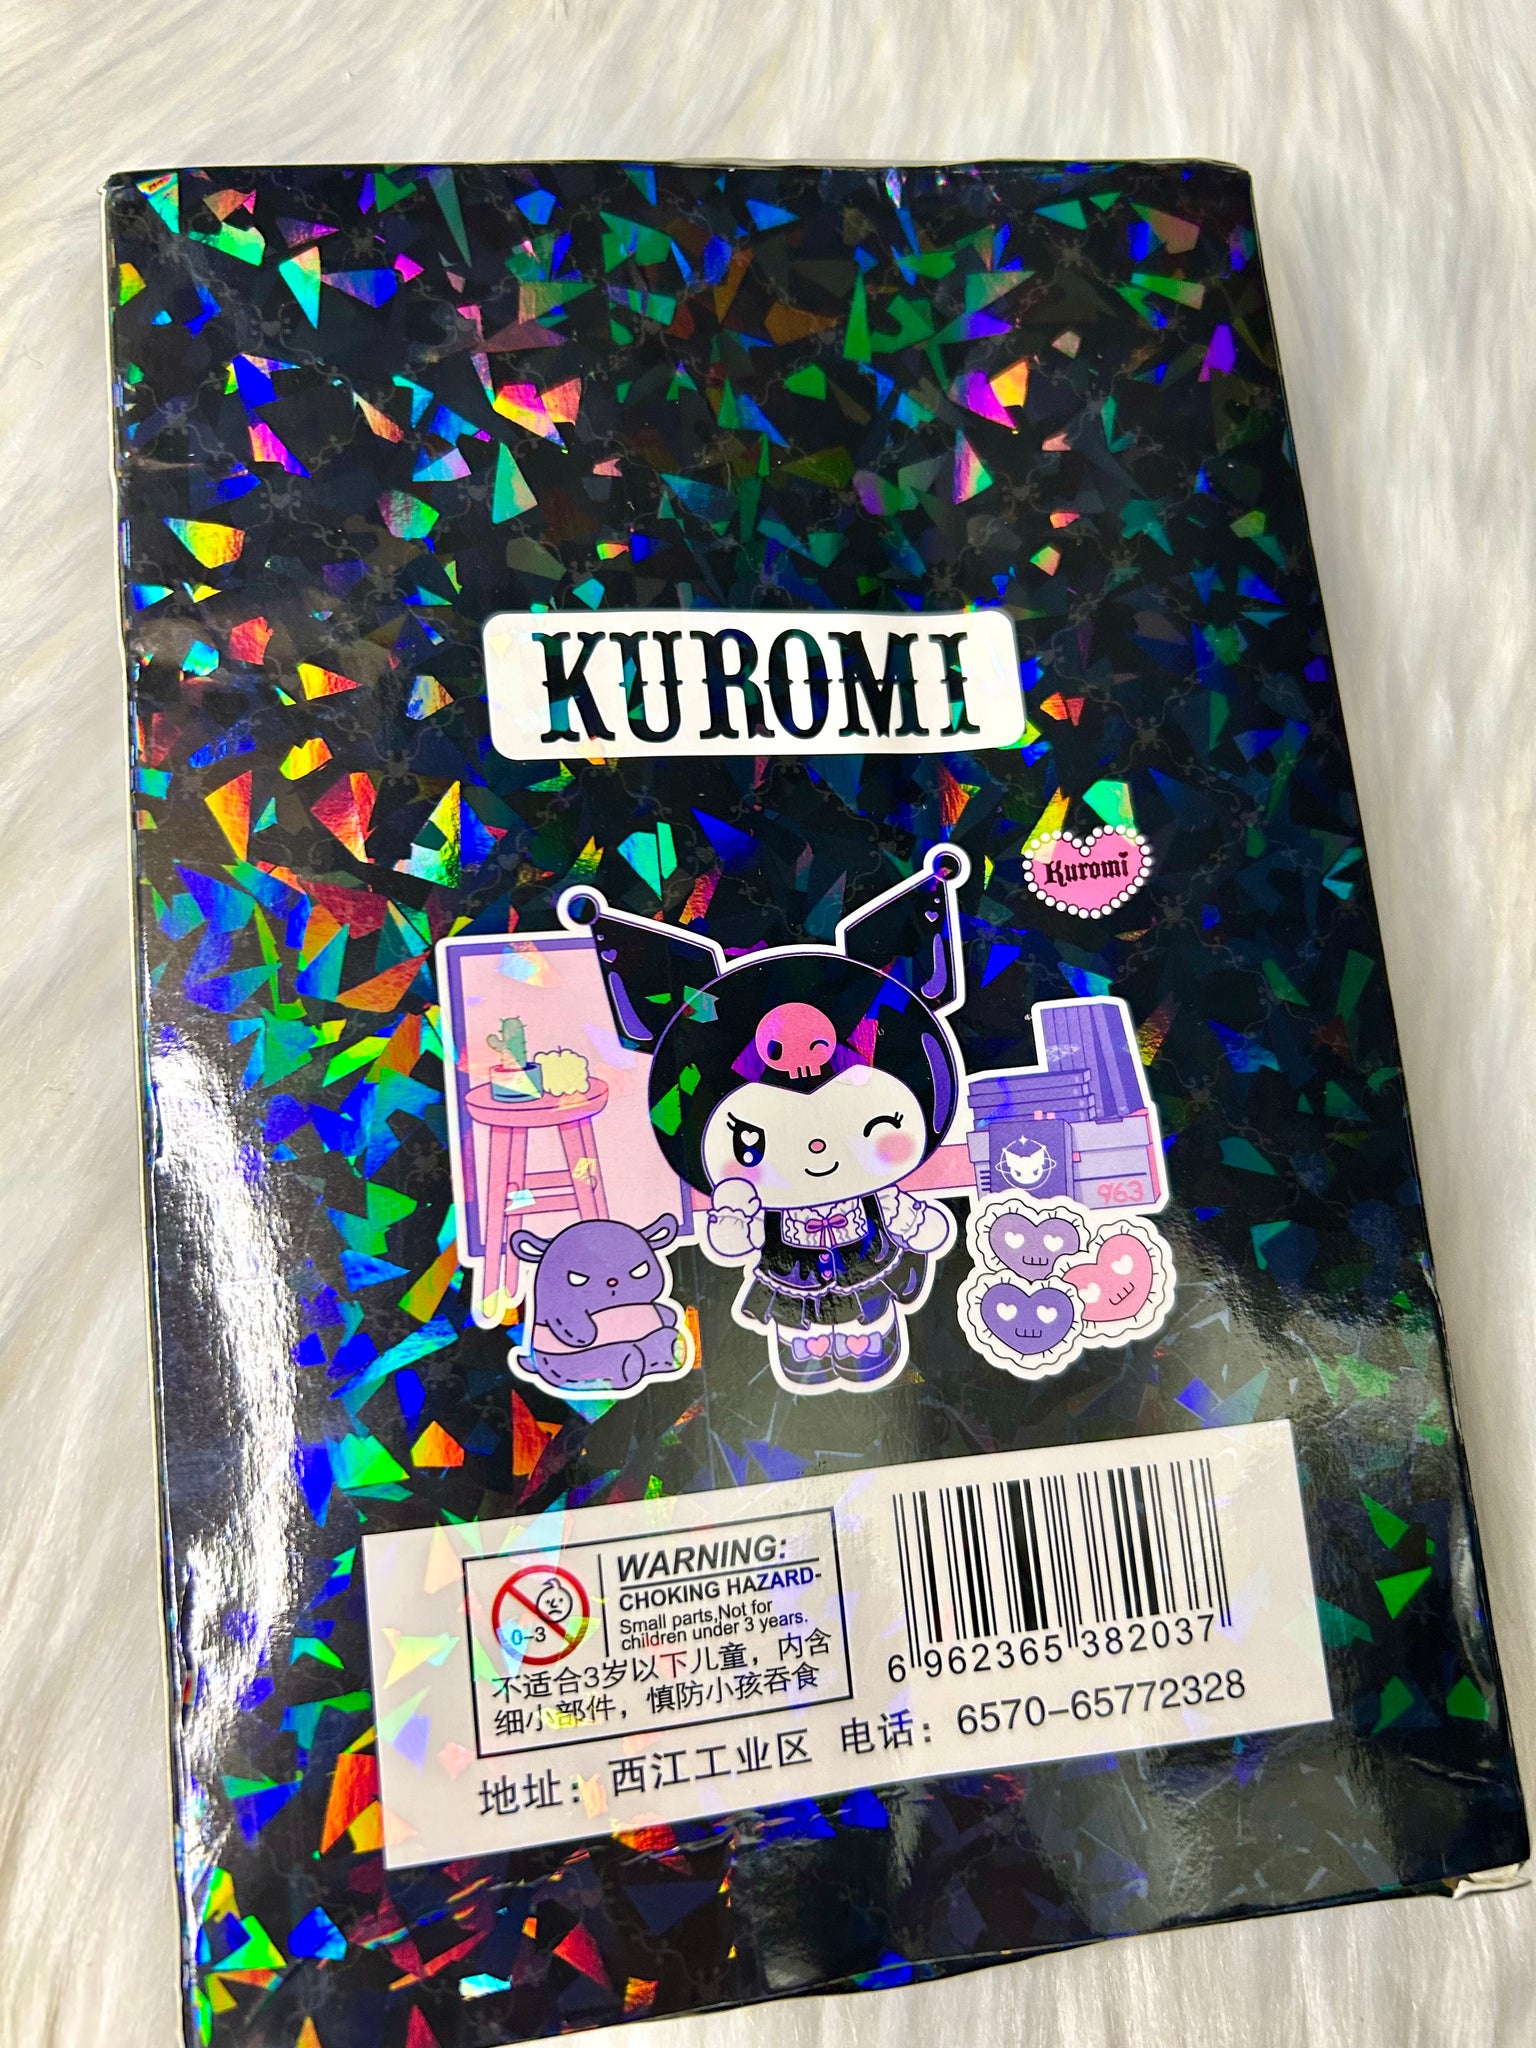 KUROMI
Kuromi
963
WARNING:
CHOKING HAZARD-
Small parts,Not for
children under 3 years.
0-3
不适合3岁以下儿童，内含
细小部件，慎防小孩吞食
6 962365 382037
地址：西江工业区 电话：6570-65772328